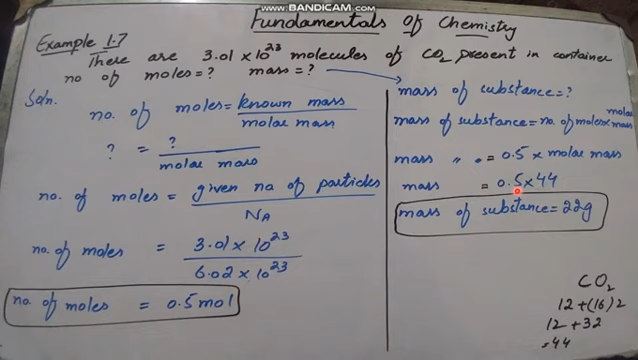 WWW.BANDICAM.COM
Fundamentals Of Chemistry
Example 1.7
There are 3.01 x 10^23 molecules of CO2 present in container
no of moles = ? mass = ?
Soln.
no. of moles = known mass / molar mass
? = ? / molar mass
no. of moles = given no of particles / NA
no. of moles = 3.01 x 10^23 / 6.02 x 10^23
no. of moles = 0.5 mol
mass of substance = ?
mass of substance = no. of moles x molar mass
mass " " = 0.5 x molar mass
mass = 0.5 x 44
mass of substance = 22g
CO2
12 + (16) 2
12 + 32
= 44